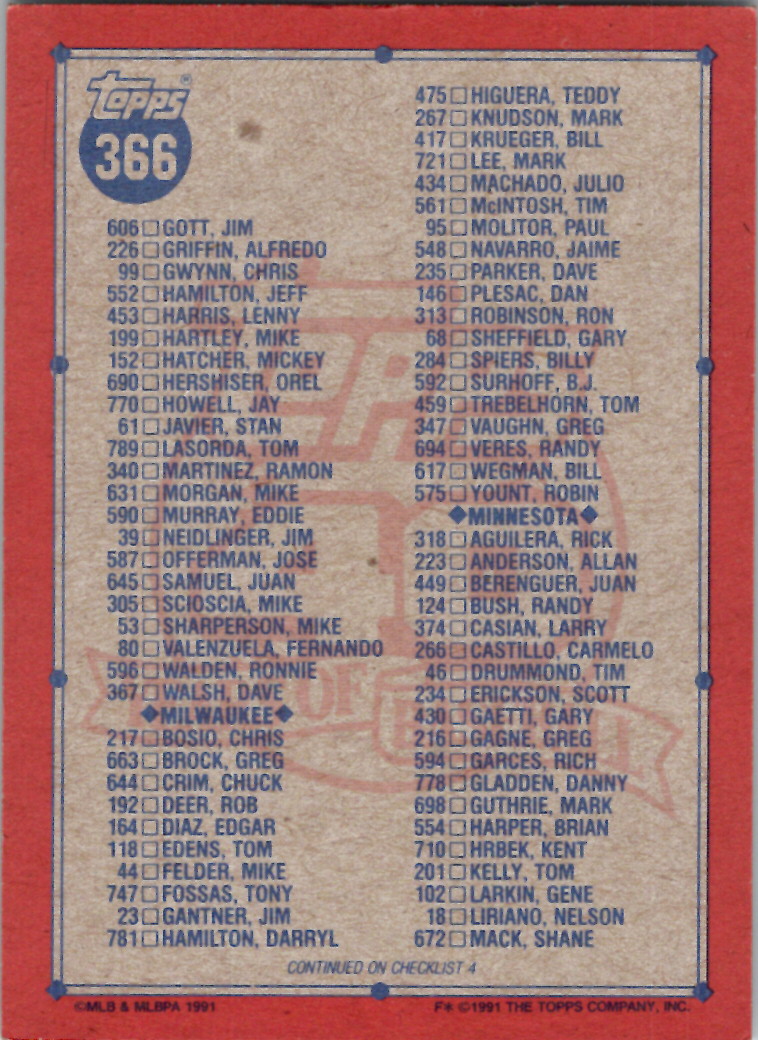 Topps®
366
606 GOTT, JIM
226 GRIFFIN, ALFREDO
99 GWYNN, CHRIS
552 HAMILTON, JEFF
453 HARRIS, LENNY
199 HARTLEY, MIKE
152 HATCHER, MICKEY
690 HERSHISER, OREL
770 HOWELL, JAY
61 JAVIER, STAN
789 LASORDA, TOM
340 MARTINEZ, RAMON
631 MORGAN, MIKE
590 MURRAY, EDDIE
39 NEIDLINGER, JIM
587 OFFERMAN, JOSE
645 SAMUEL, JUAN
305 SCIOSCIA, MIKE
53 SHARPERSON, MIKE
80 VALENZUELA, FERNANDO
596 WALDEN, RONNIE
367 WALSH, DAVE
◆MILWAUKEE◆
217 BOSIO, CHRIS
663 BROCK, GREG
644 CRIM, CHUCK
192 DEER, ROB
164 DIAZ, EDGAR
118 EDENS, TOM
44 FELDER, MIKE
747 FOSSAS, TONY
23 GANTNER, JIM
781 HAMILTON, DARRYL
475 HIGUERA, TEDDY
267 KNUDSON, MARK
417 KRUEGER, BILL
721 LEE, MARK
434 MACHADO, JULIO
561 McINTOSH, TIM
95 MOLITOR, PAUL
548 NAVARRO, JAIME
235 PARKER, DAVE
146 PLESAC, DAN
313 ROBINSON, RON
68 SHEFFIELD, GARY
284 SPIERS, BILLY
592 SURHOFF, B.J.
459 TREBELHORN, TOM
347 VAUGHN, GREG
694 VERES, RANDY
617 WEGMAN, BILL
575 YOUNT, ROBIN
◆MINNESOTA◆
318 AGUILERA, RICK
223 ANDERSON, ALLAN
449 BERENGUER, JUAN
124 BUSH, RANDY
374 CASIAN, LARRY
266 CASTILLO, CARMELO
46 DRUMMOND, TIM
234 ERICKSON, SCOTT
430 GAETTI, GARY
216 GAGNE, GREG
594 GARCES, RICH
778 GLADDEN, DANNY
698 GUTHRIE, MARK
554 HARPER, BRIAN
710 HRBEK, KENT
201 KELLY, TOM
102 LARKIN, GENE
18 LIRIANO, NELSON
672 MACK, SHANE
CONTINUED ON CHECKLIST 4
©MLB & MLBPA 1991
F* ©1991 THE TOPPS COMPANY, INC.
OF